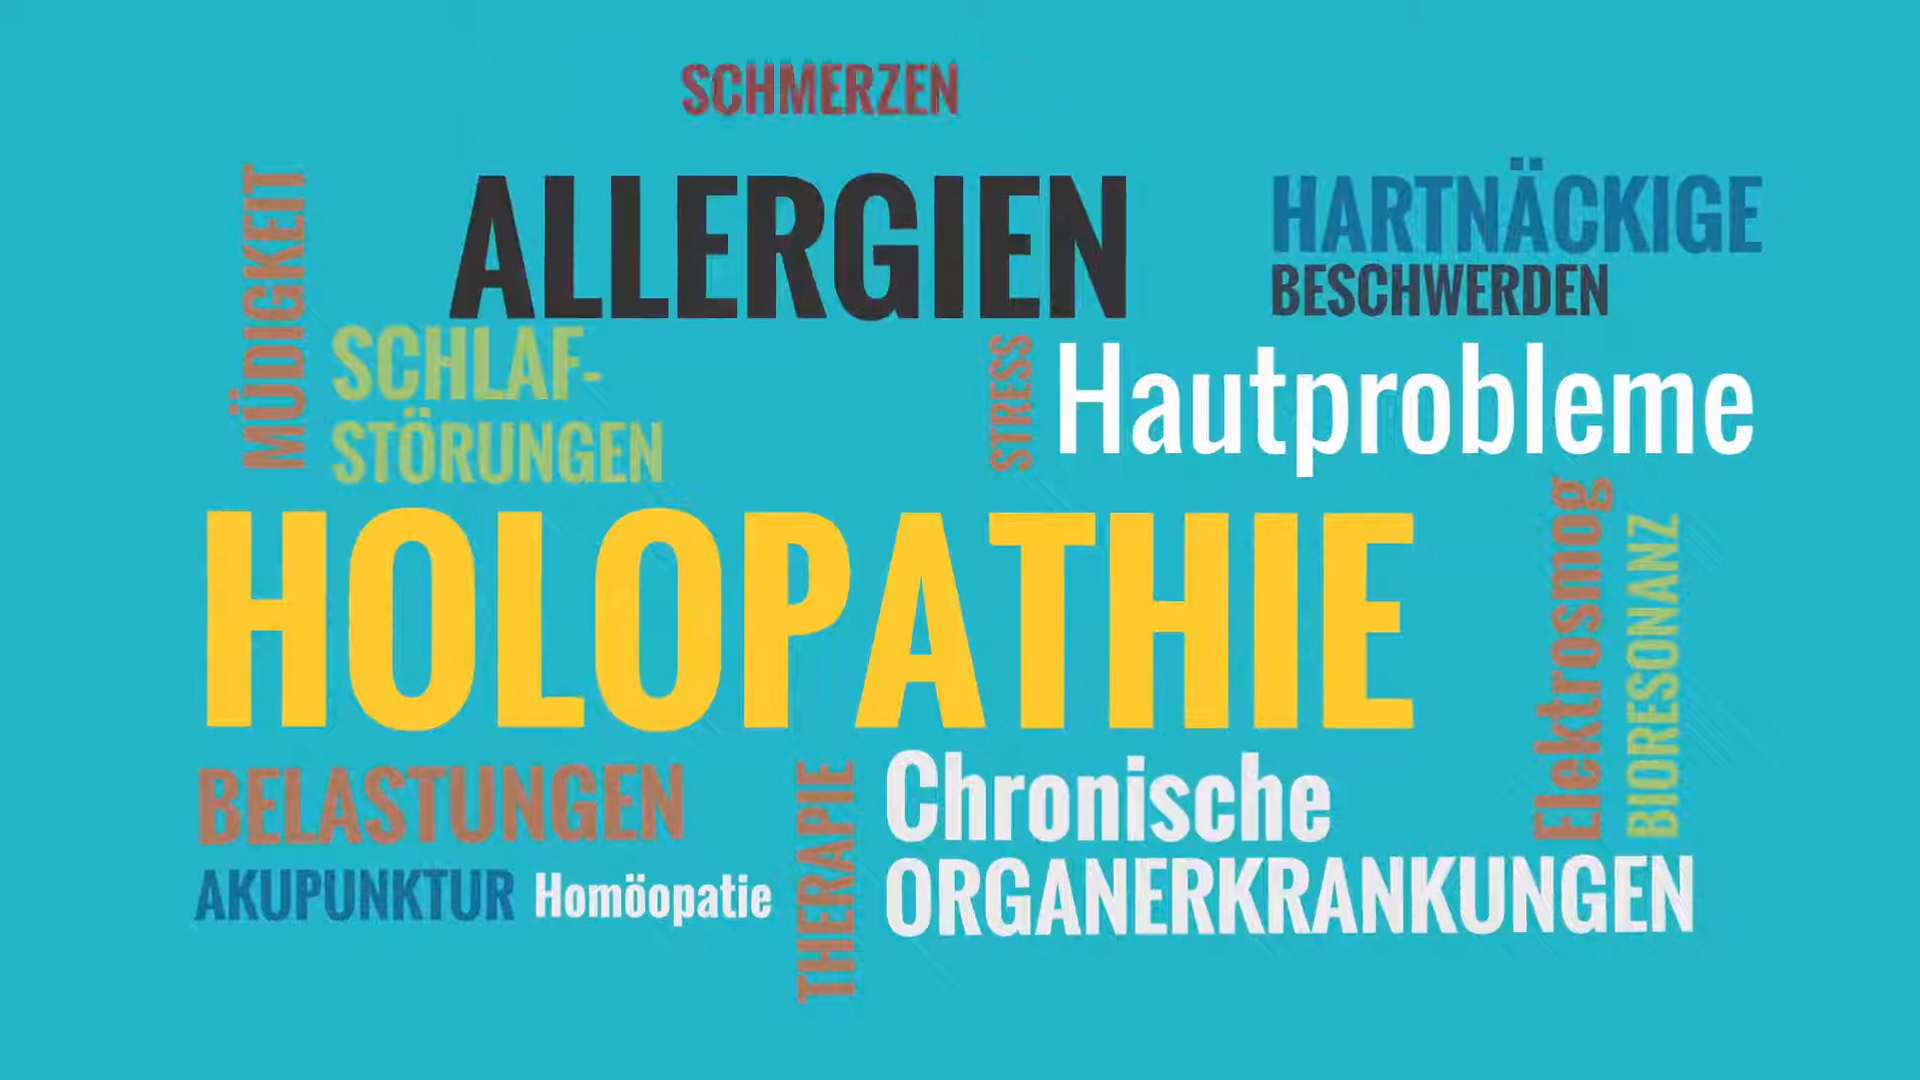 SCHMERZEN
MÜDIGKEIT
ALLERGIEN
HARTNÄCKIGE
BESCHWERDEN
SCHLAF-
STÖRUNGEN
STRESS
Hautprobleme
HOLOPATHIE
Elektrosmog
BIORESONANZ
BELASTUNGEN
AKUPUNKTUR
Homöopatie
THERAPIE
Chronische
ORGANERKRANKUNGEN